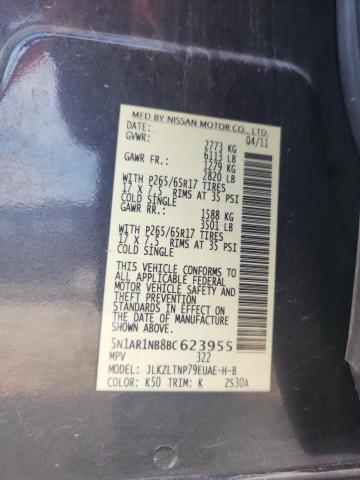 MFD BY NISSAN MOTOR CO., LTD.
DATE: 04/11
GVWR: 2773 KG
6113 LB
GAWR FR: 1279 KG
2820 LB
WITH P265/65R17 TIRES
17 X 7.5 RIMS AT 35 PSI
COLD SINGLE
GAWR RR: 1588 KG
3501 LB
WITH P265/65R17 TIRES
17 X 7.5 RIMS AT 35 PSI
COLD SINGLE
THIS VEHICLE CONFORMS TO
ALL APPLICABLE FEDERAL
MOTOR VEHICLE SAFETY AND
THEFT PREVENTION
STANDARDS IN EFFECT ON
THE DATE OF MANUFACTURE
SHOWN ABOVE.
5N1AR1NB8BC623955
MPV 322
MODEL: JLKZLTNP79EUAE-H-B
COLOR: K50 TRIM: K ZS30A